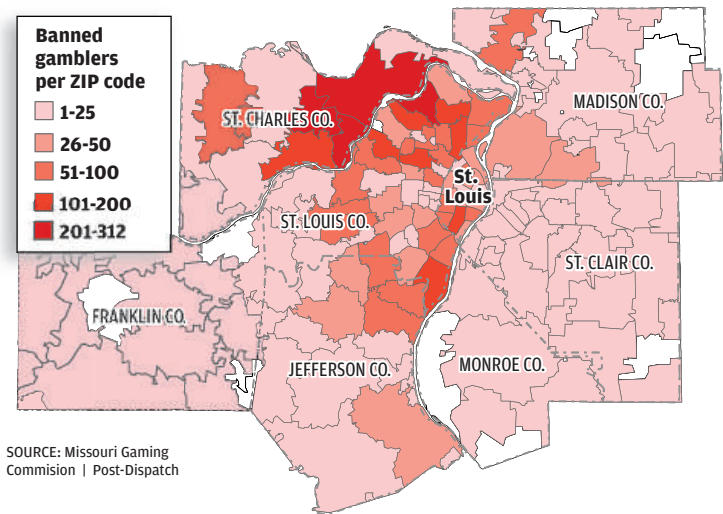 Banned
gamblers
per ZIP code
1-25
26-50
51-100
101-200
201-312
ST. CHARLES CO.
MADISON CO.
St.
Louis
ST. LOUIS CO.
ST. CLAIR CO.
FRANKLIN CO.
JEFFERSON CO.
MONROE CO.
SOURCE: Missouri Gaming
Commision | Post-Dispatch